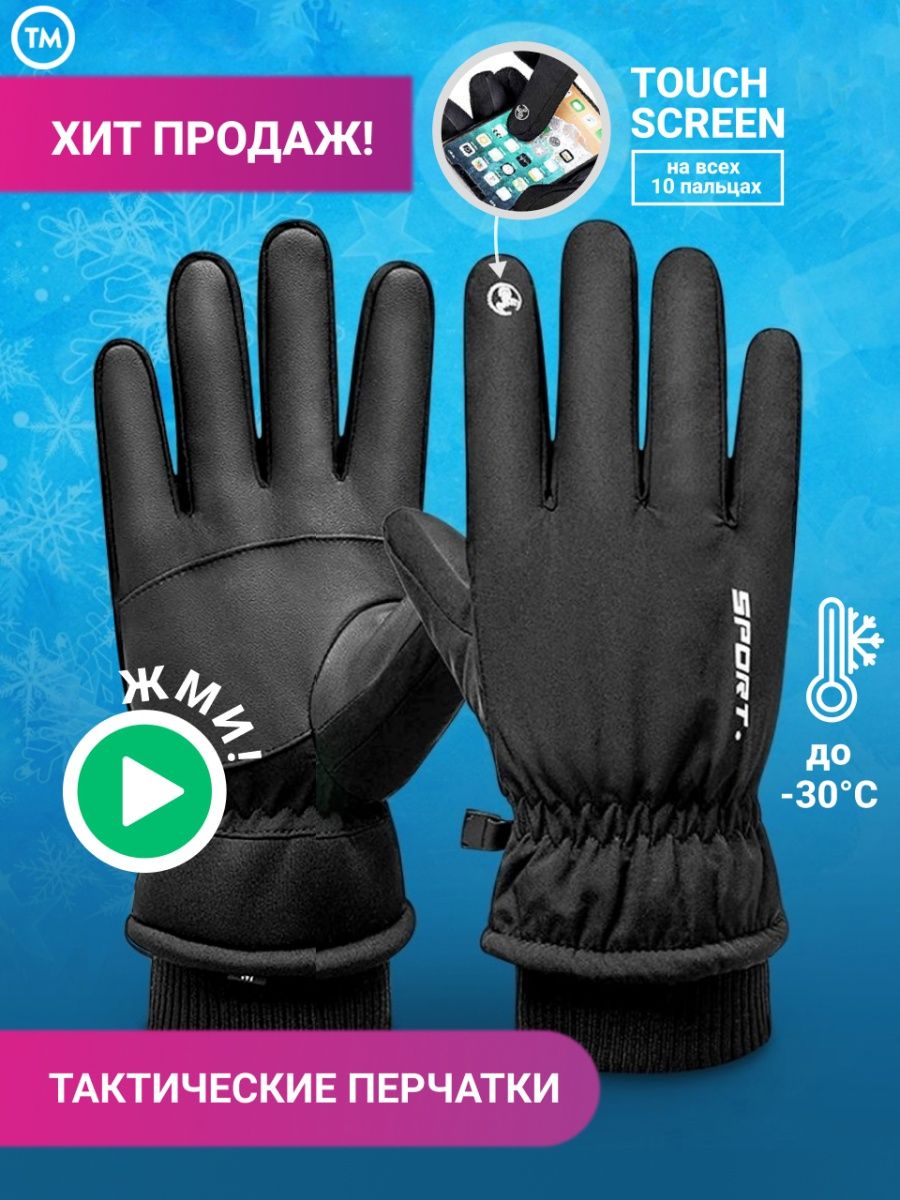 TM
ХИТ ПРОДАЖ!
TOUCH
SCREEN
на всех
10 пальцах
SPORT.
ЖМИ!
до
-30°C
ТАКТИЧЕСКИЕ ПЕРЧАТКИ